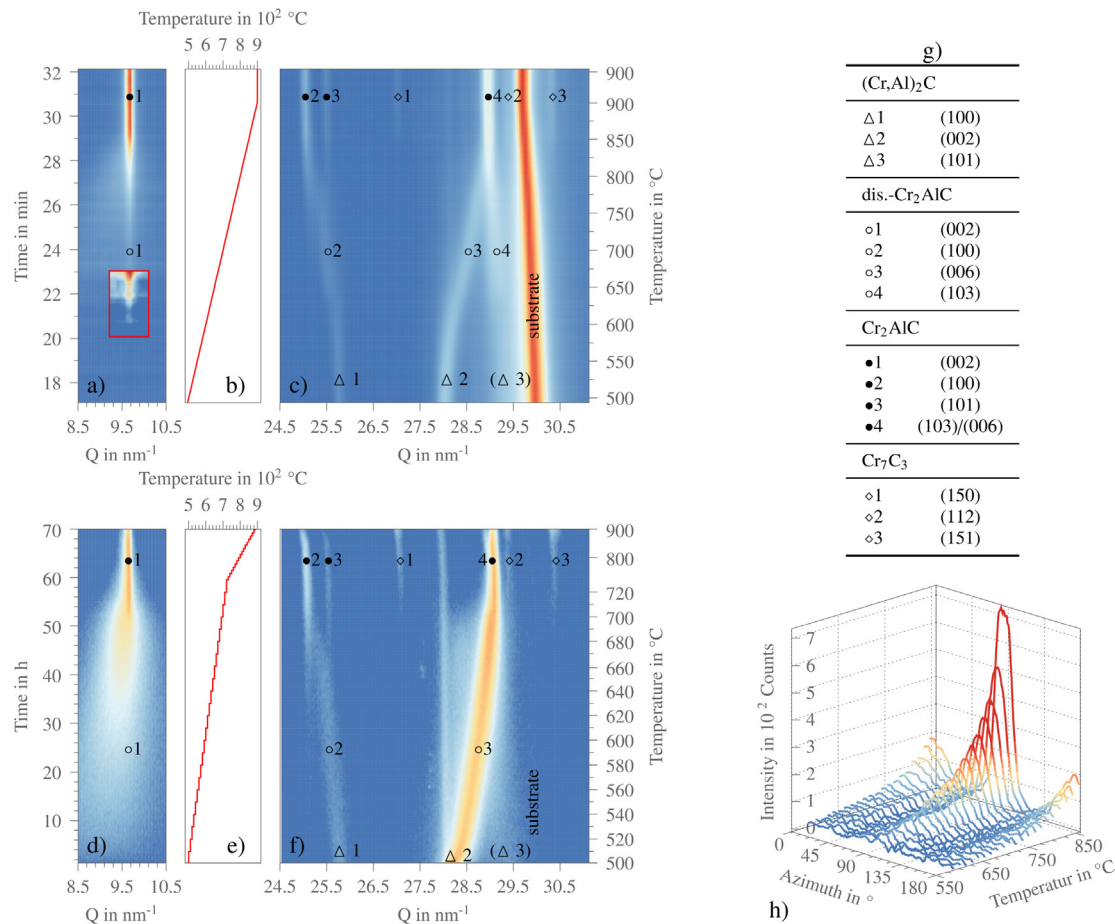 Temperature in 10² °C
5 6 7 8 9
32
30
28
26
24
22
20
18
Time in min
1
1
a)
8.5 9.5 10.5
Q in nm⁻¹
b)
●2 ●3 ◇1 4● ◇2 ◇3
○2 ○3 ○4
△1 △2 (△3)
substrate
c)
24.5 25.5 26.5 27.5 28.5 29.5 30.5
Q in nm⁻¹
900
900
850
800
750
700
650
600
550
525
500
Temperature in °C
Temperature in 10² °C
5 6 7 8 9
70
60
50
40
30
20
10
Time in h
●1
○1
d)
8.5 9.5 10.5
Q in nm⁻¹
e)
●2 ●3 ◇1 4● ◇2 ◇3
○2 ○3
△1 △2 (△3)
substrate
f)
24.5 25.5 26.5 27.5 28.5 29.5 30.5
Q in nm⁻¹
900
800
720
700
680
660
640
620
600
580
560
540
520
500
Temperature in °C
g)
(Cr,Al)₂C
△1 (100)
△2 (002)
△3 (101)
dis.-Cr₂AlC
○1 (002)
○2 (100)
○3 (006)
○4 (103)
Cr₂AlC
●1 (002)
●2 (100)
●3 (101)
●4 (103)/(006)
Cr₇C₃
◇1 (150)
◇2 (112)
◇3 (151)
7
6
5
4
3
2
1
0
Intensity in 10² Counts
0 45 90 135 180
Azimuth in °
550 650 750 850
Temperatur in °C
h)